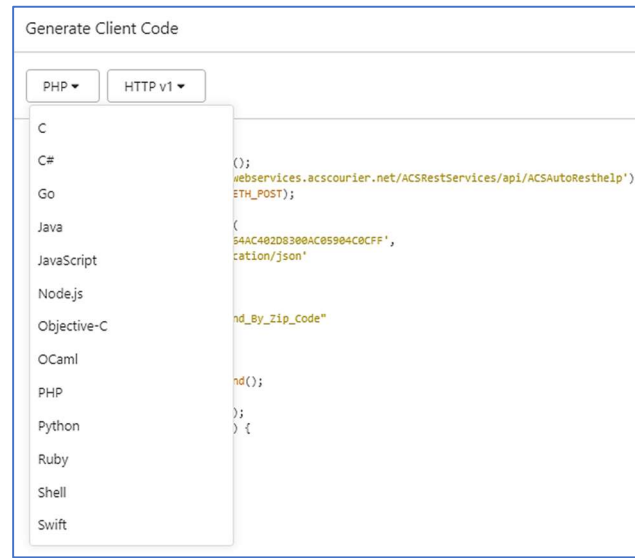 Generate Client Code
PHP HTTP v1
C
C#
();
Go
webservices.acscourier.net/ACSRestServices/api/ACSAutoResthelp')
ETH_POST);
Java
(
54AC402D8300AC05904C0CFF',
JavaScript
cation/json'
Node.js
Objective-C
nd_By_Zip_Code"
OCaml
PHP
nd();
Python
);
) {
Ruby
Shell
Swift